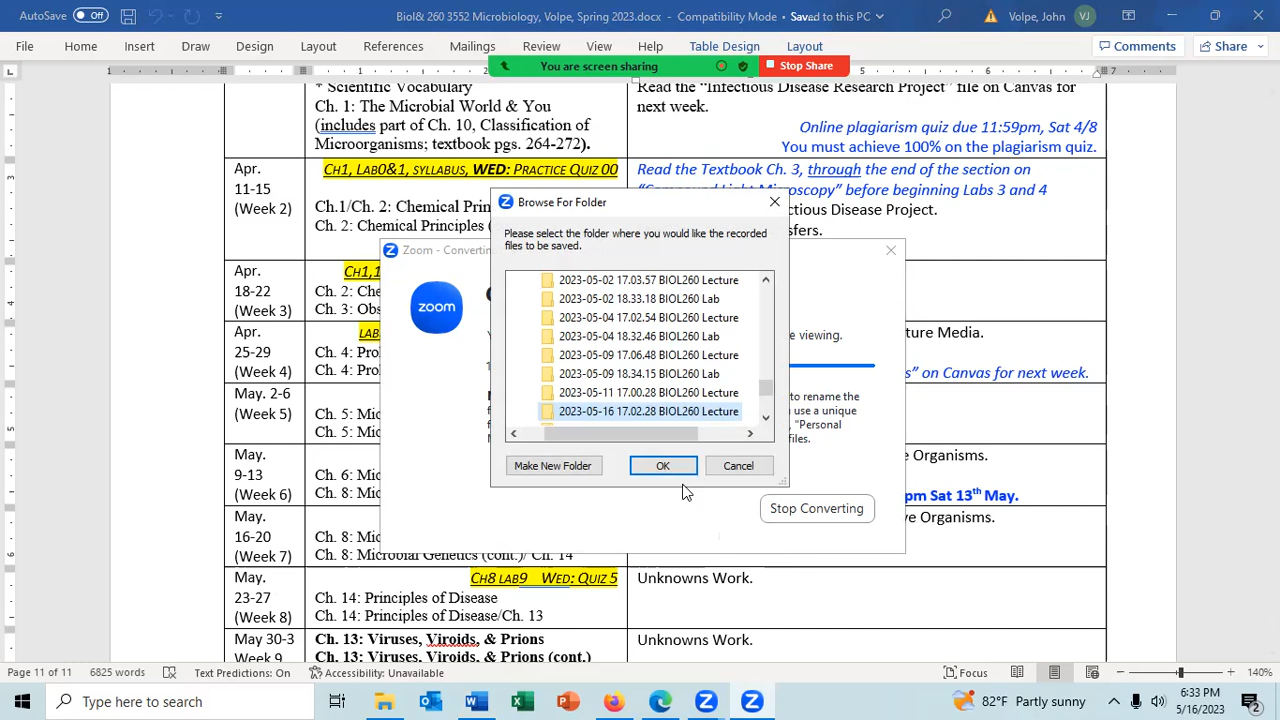 AutoSave Off
Biol& 260 3552 Microbiology, Volpe, Spring 2023.docx - Compatibility Mode • Saved to this PC
Volpe, John VJ
File Home Insert Draw Design Layout References Mailings Review View Help Table Design Layout
Comments Share
You are screen sharing Stop Share
* Scientific Vocabulary
Ch. 1: The Microbial World & You
(includes part of Ch. 10, Classification of
Microorganisms; textbook pgs. 264-272).
Read the "Infectious Disease Research Project" file on Canvas for
next week.
Online plagiarism quiz due 11:59pm, Sat 4/8
You must achieve 100% on the plagiarism quiz.
Apr.
11-15
(Week 2)
CH1, LAB0&1, SYLLABUS, WED: PRACTICE QUIZ 00
Ch.1/Ch. 2: Chemical Prin
Ch. 2: Chemical Principles (
Read the Textbook Ch. 3, through the end of the section on
"Compound Light Microscopy" before beginning Labs 3 and 4
ctious Disease Project.
sfers.
Apr.
18-22
(Week 3)
CH1,1
Ch. 2: Che
Ch. 3: Obs
Apr.
25-29
(Week 4)
LAB
Ch. 4: Pro
Ch. 4: Pro
ture Media.
s" on Canvas for next week.
May. 2-6
(Week 5)
Ch. 5: Mic
Ch. 5: Mic
May.
9-13
(Week 6)
Ch. 6: Mic
Ch. 8: Mic
e Organisms.
pm Sat 13th May.
May.
16-20
(Week 7)
Ch. 8: Mic
Ch. 8: Microbial Genetics (cont.)/ Ch. 14
ve Organisms.
May.
23-27
(Week 8)
CH8 LAB9 WED: QUIZ 5
Ch. 14: Principles of Disease
Ch. 14: Principles of Disease/Ch. 13
Unknowns Work.
May 30-3
Week 9
Ch. 13: Viruses, Viroids, & Prions
Ch. 13: Viruses, Viroids, & Prions (cont.)
Unknowns Work.
Zoom - Converting
zoom
e viewing.
to rename the
n use a unique
, "Personal
files.
Stop Converting
Browse For Folder
Please select the folder where you would like the recorded
files to be saved.
2023-05-02 17.03.57 BIOL260 Lecture
2023-05-02 18.33.18 BIOL260 Lab
2023-05-04 17.02.54 BIOL260 Lecture
2023-05-04 18.32.46 BIOL260 Lab
2023-05-09 17.06.48 BIOL260 Lecture
2023-05-09 18.34.15 BIOL260 Lab
2023-05-11 17.00.28 BIOL260 Lecture
2023-05-16 17.02.28 BIOL260 Lecture
Make New Folder OK Cancel
Page 11 of 11 6825 words Text Predictions: On Accessibility: Unavailable Focus 140%
Type here to search
82°F Partly sunny
6:33 PM
5/16/2023
2